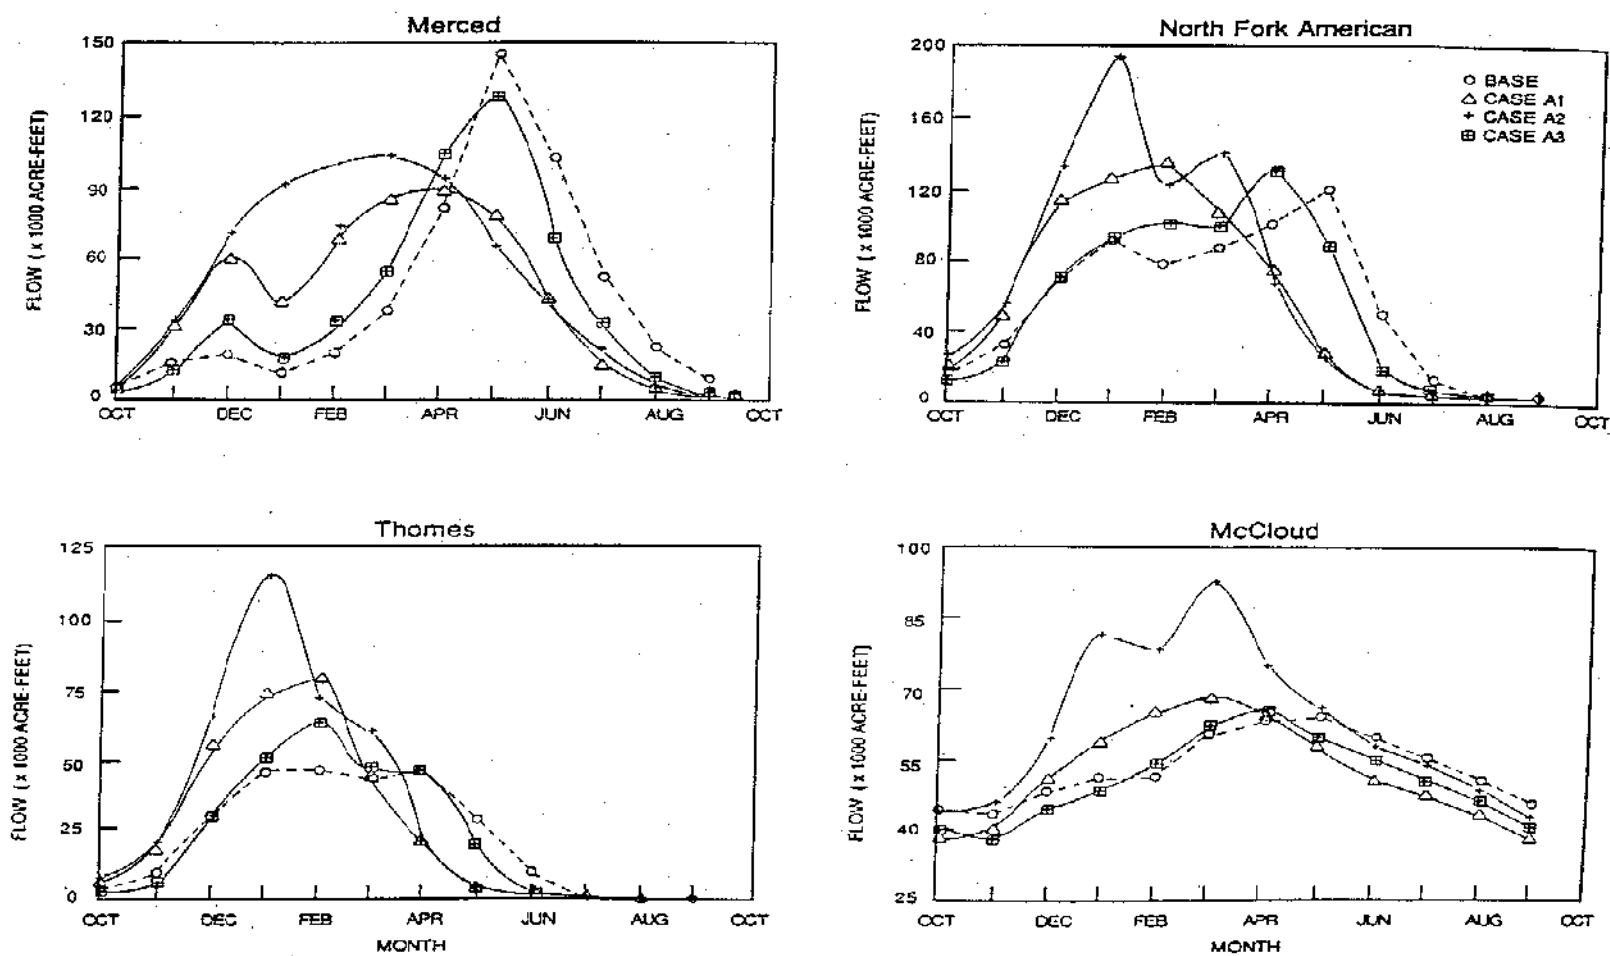 Merced
150
120
90
60
30
0
FLOW ( x 1000 ACRE-FEET)
OCT DEC FEB APR JUN AUG OCT
North Fork American
200
160
120
80
40
0
FLOW ( x 1000 ACRE-FEET)
BASE
CASE A1
CASE A2
CASE A3
OCT DEC FEB APR JUN AUG OCT
Thomes
125
100
75
50
25
0
FLOW ( x 1000 ACRE-FEET)
OCT DEC FEB APR JUN AUG OCT
MONTH
McCloud
100
85
70
55
40
25
FLOW ( x 1000 ACRE-FEET)
OCT DEC FEB APR JUN AUG OCT
MONTH